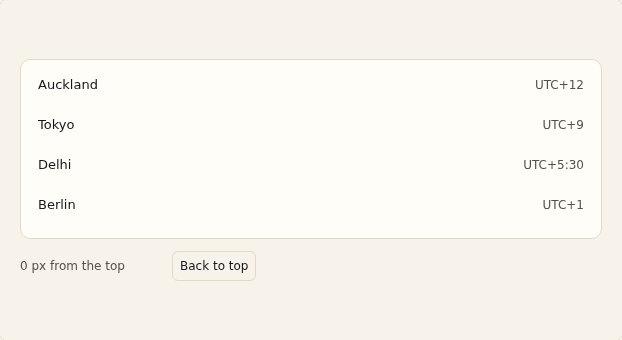 Auckland UTC+12
Tokyo UTC+9
Delhi UTC+5:30
Berlin UTC+1
0 px from the top Back to top